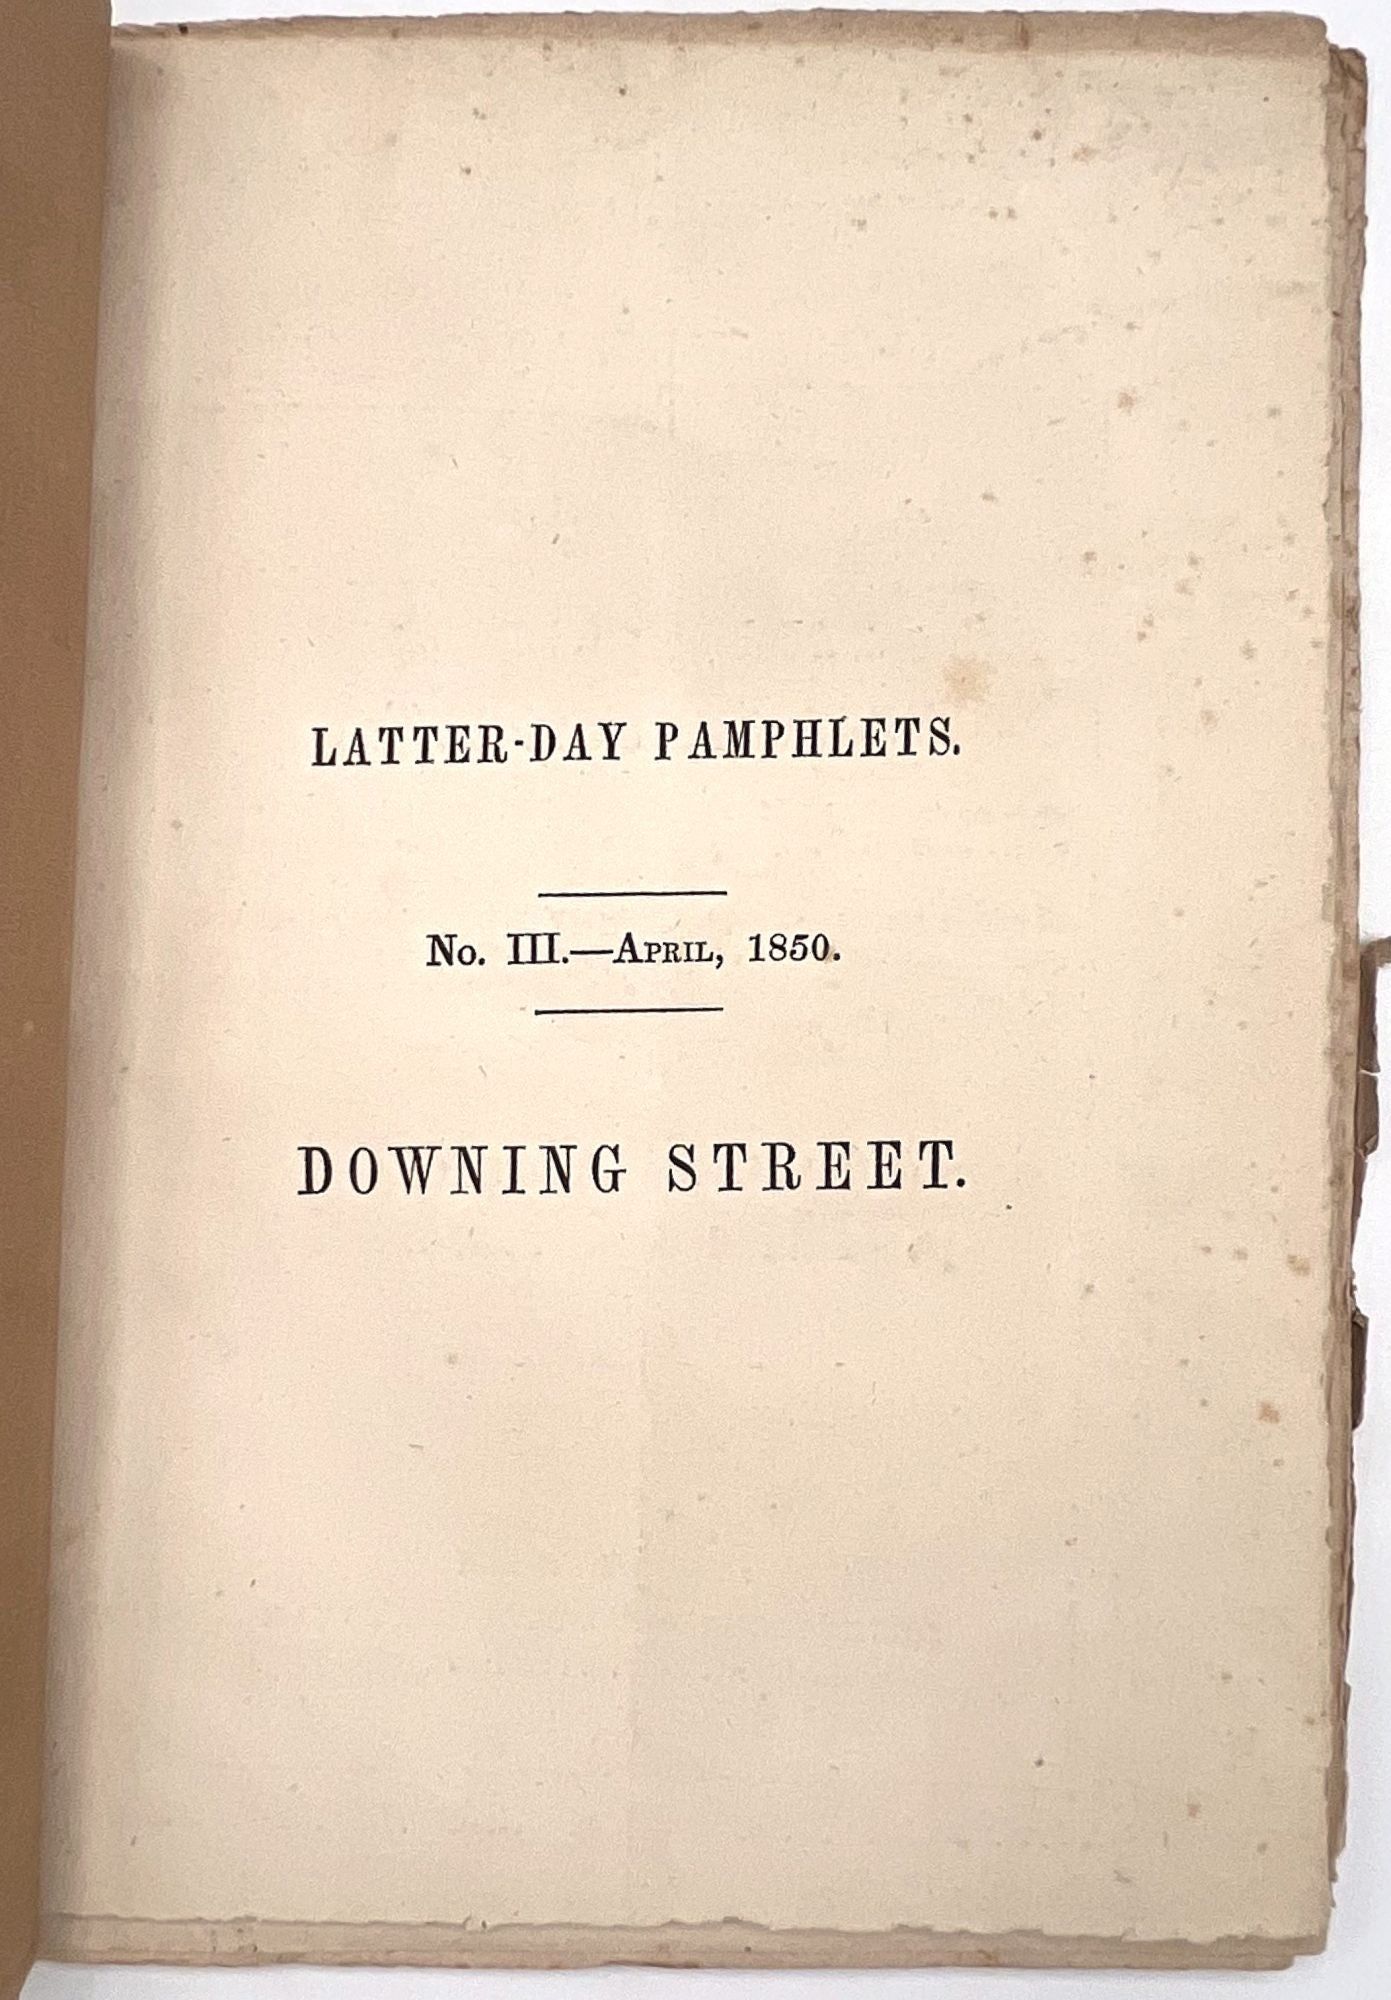 LATTER-DAY PAMPHLETS.
No. III.—April, 1850.
DOWNING STREET.